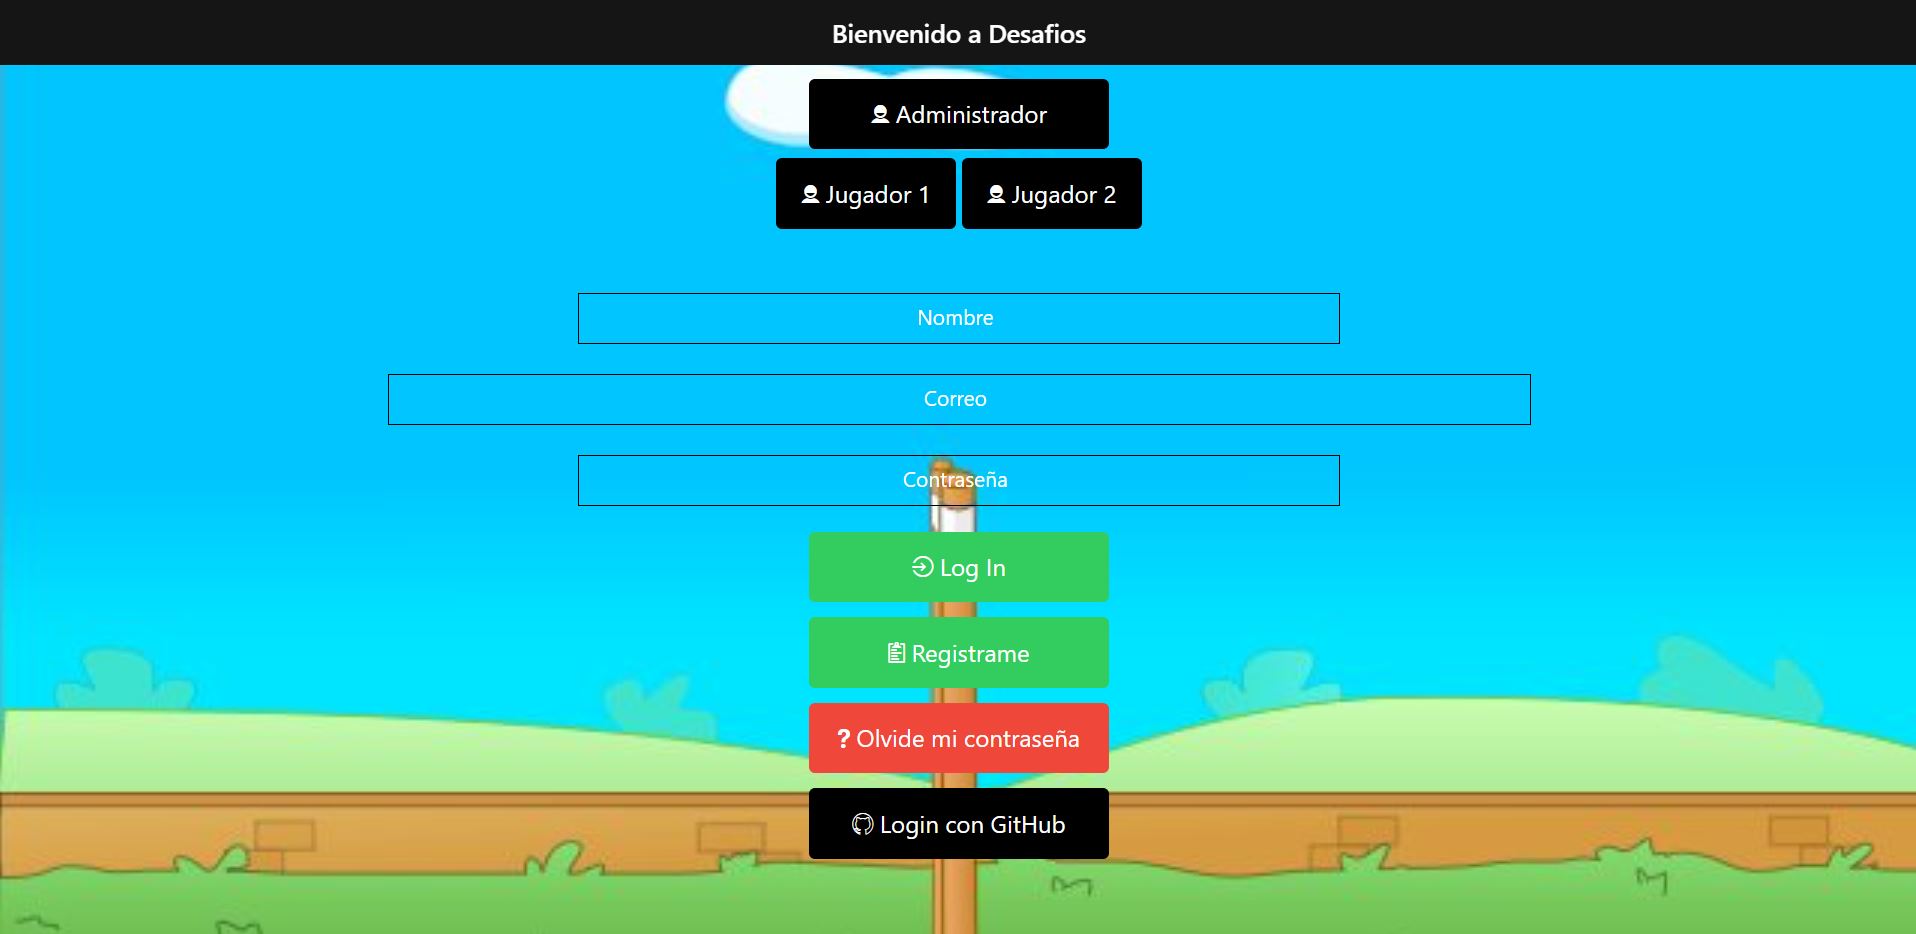 Bienvenido a Desafios
Administrador
Jugador 1 Jugador 2
Nombre
Correo
Contraseña
Log In
Registrame
? Olvide mi contraseña
Login con GitHub